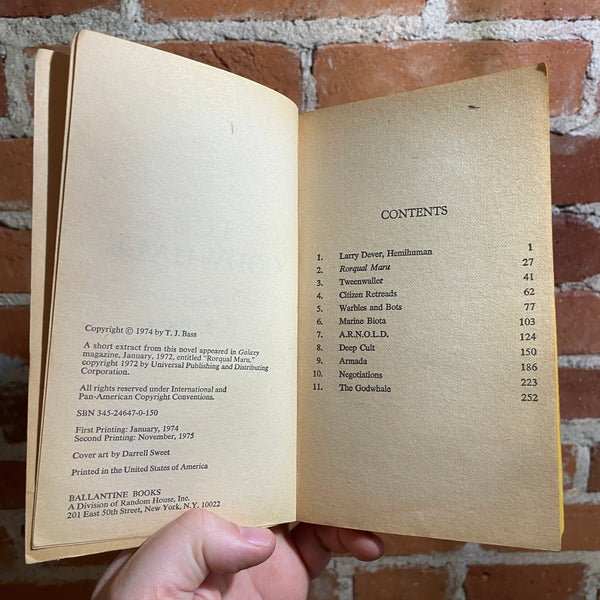 Copyright © 1974 by T. J. Bass
A short extract from this novel appeared in Galaxy
magazine, January, 1972, entitled "Rorqual Maru,"
copyright 1972 by Universal Publishing and Distributing
Corporation.
All rights reserved under International and
Pan-American Copyright Conventions.
SBN 345-24647-0-150
First Printing: January, 1974
Second Printing: November, 1975
Cover art by Darrell Sweet
Printed in the United States of America
BALLANTINE BOOKS
A Division of Random House, Inc.
201 East 50th Street, New York, N.Y. 10022
CONTENTS
1. Larry Dever, Hemihuman 1
2. Rorqual Maru 27
3. Tweenwaller 41
4. Citizen Retreads 62
5. Warbles and Bots 77
6. Marine Biota 103
7. A.R.N.O.L.D. 124
8. Deep Cult 150
9. Armada 186
10. Negotiations 223
11. The Godwhale 252